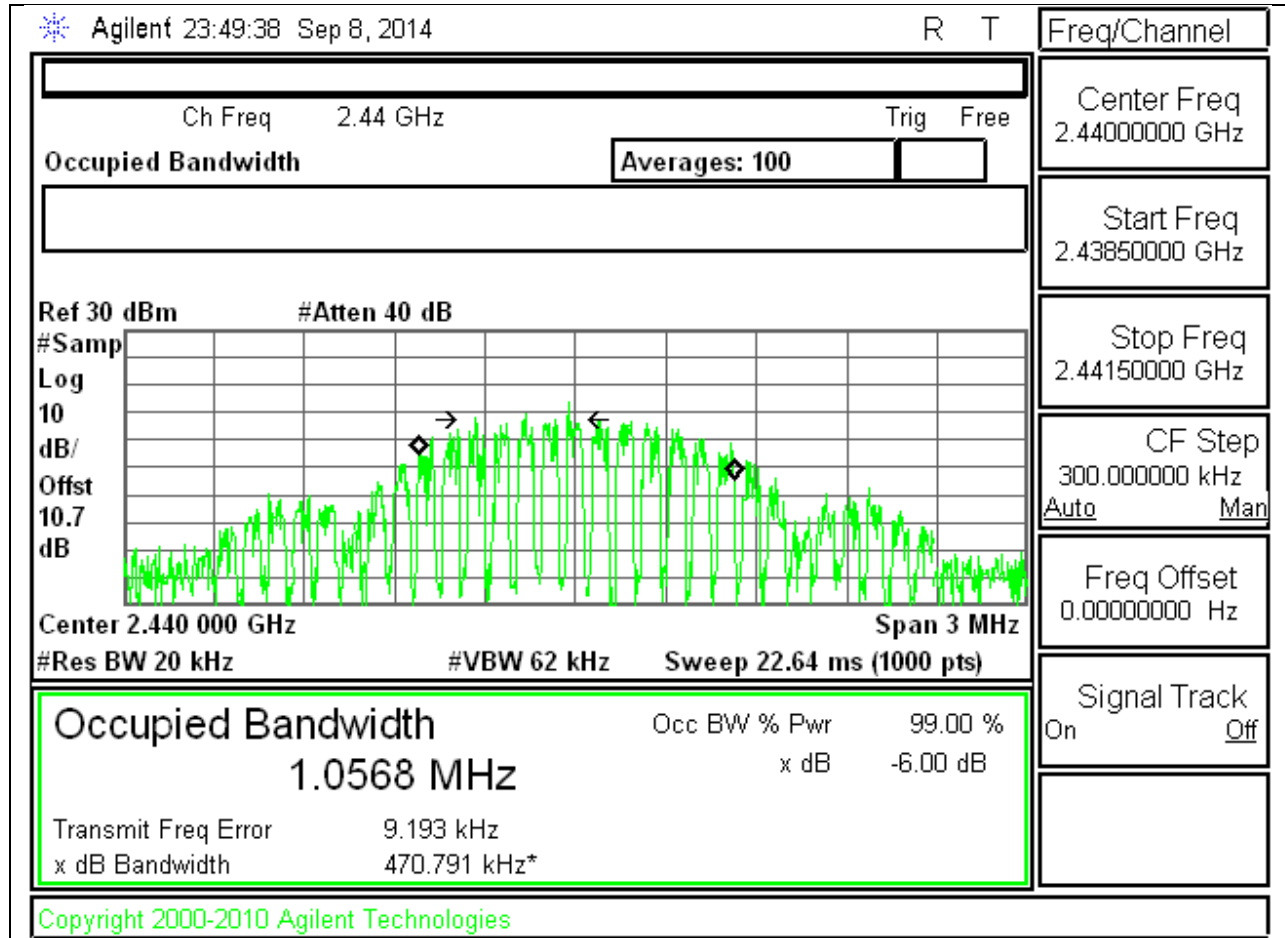 Agilent 23:49:38 Sep 8, 2014 R T
Ch Freq 2.44 GHz Trig Free
Occupied Bandwidth Averages: 100
Ref 30 dBm #Atten 40 dB
#Samp
Log
10
dB/
Offst
10.7
dB
Center 2.440 000 GHz Span 3 MHz
#Res BW 20 kHz #VBW 62 kHz Sweep 22.64 ms (1000 pts)
Occupied Bandwidth
1.0568 MHz
Occ BW % Pwr 99.00 %
x dB -6.00 dB
Transmit Freq Error 9.193 kHz
x dB Bandwidth 470.791 kHz*
Copyright 2000-2010 Agilent Technologies
Freq/Channel
Center Freq
2.44000000 GHz
Start Freq
2.43850000 GHz
Stop Freq
2.44150000 GHz
CF Step
300.000000 kHz
Auto Man
Freq Offset
0.00000000 Hz
Signal Track
On Off